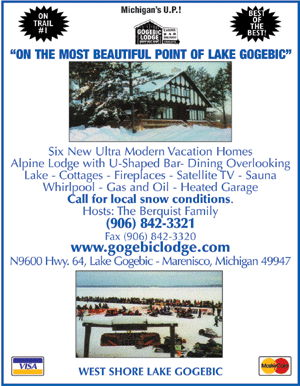 Michigan's U.P.!
ON
TRAIL
#1
GOGEBIC
LODGE
BEST
OF THE
BEST!
"ON THE MOST BEAUTIFUL POINT OF LAKE GOGEBIC"
Six New Ultra Modern Vacation Homes
Alpine Lodge with U-Shaped Bar- Dining Overlooking
Lake - Cottages - Fireplaces - Satellite TV - Sauna
Whirlpool - Gas and Oil - Heated Garage
Call for local snow conditions.
Hosts: The Berquist Family
(906) 842-3321
Fax (906) 842-3320
www.gogebiclodge.com
N9600 Hwy. 64, Lake Gogebic - Marenisco, Michigan 49947
VISA
WEST SHORE LAKE GOGEBIC
MasterCard